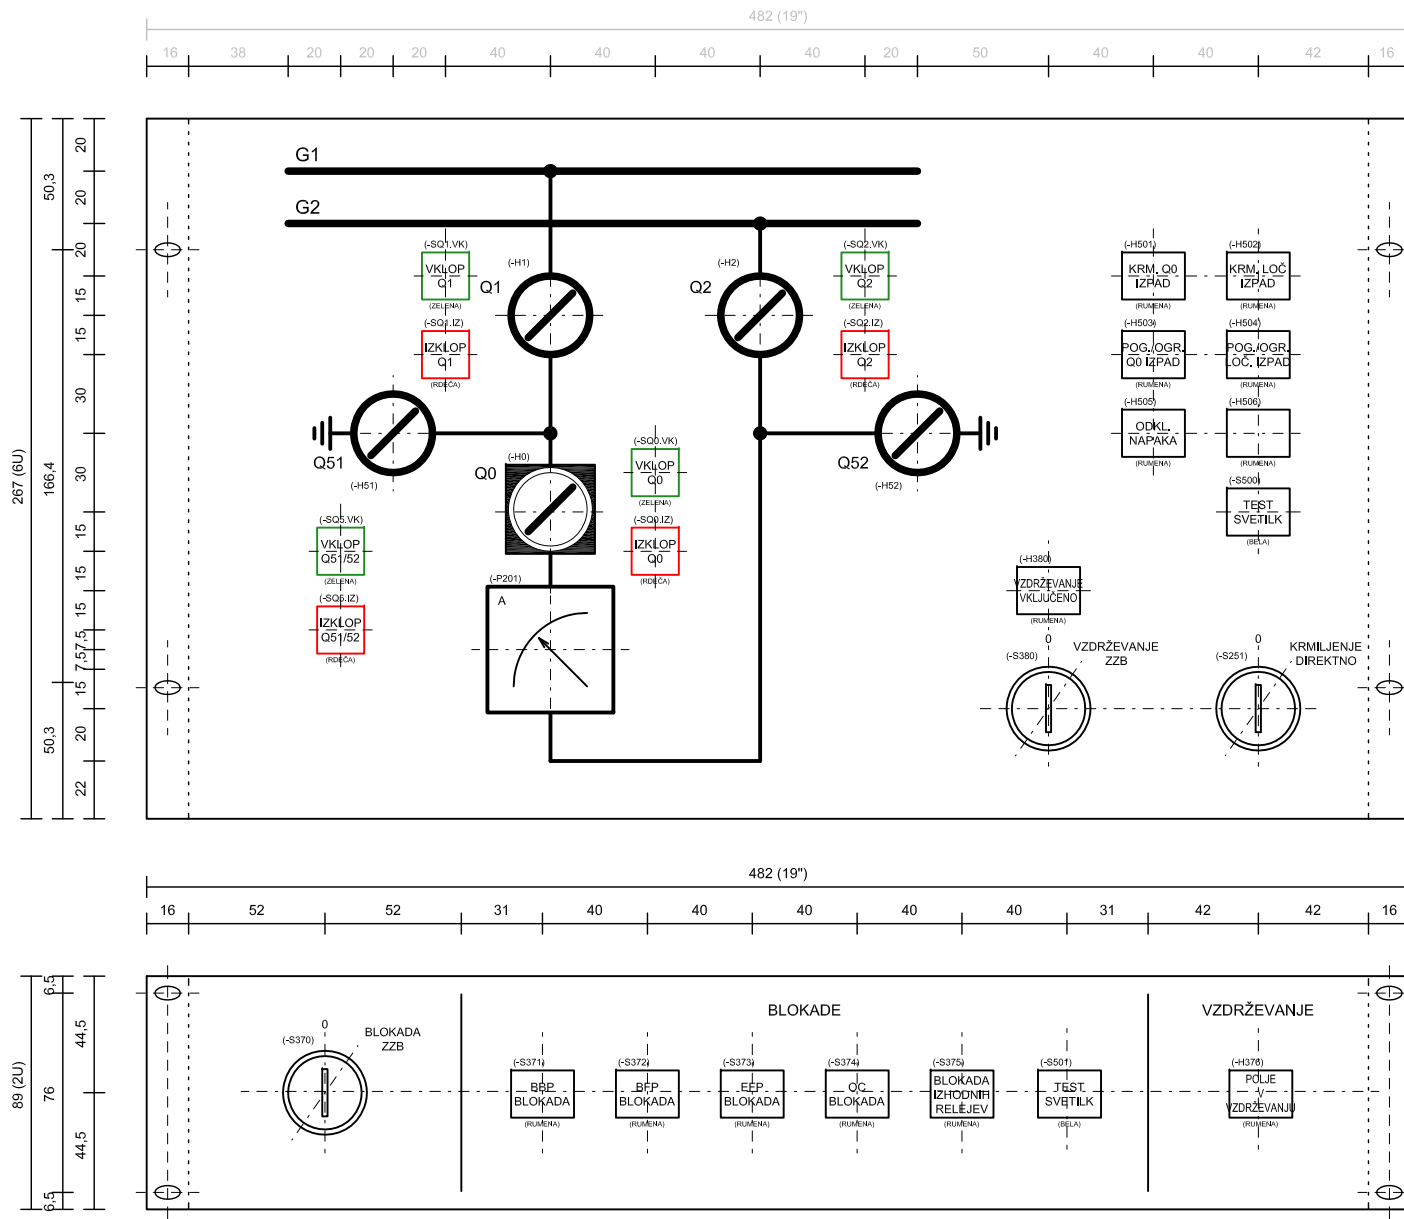 482 (19")
16 38 20 20 20 40 40 40 40 20 50 40 40 42 16
267 (6U)
50,3
166,4
50,3
20
20
20
15
15
30
30
15
15
15
7,5
7,5
15
20
22
G1
G2
(-SQ1.VK)
VKLOP
Q1
(ZELENA)
(-SQ1.IZ)
IZKLOP
Q1
(RDEČA)
(-H1)
Q1
(-H2)
Q2
(-SQ2.VK)
VKLOP
Q2
(ZELENA)
(-SQ2.IZ)
IZKLOP
Q2
(RDEČA)
(-H501)
KRM. Q0
IZPAD
(RUMENA)
(-H502)
KRM. LOČ
IZPAD
(RUMENA)
(-H503)
POG./OGR.
Q0 IZPAD
(RUMENA)
(-H504)
POG./OGR.
LOČ. IZPAD
(RUMENA)
(-H505)
ODKL.
NAPAKA
(RUMENA)
(-H506)
(RUMENA)
(-S500)
TEST
SVETILK
(BELA)
Q51
(-H51)
Q0
(-H0)
(-SQ0.VK)
VKLOP
Q0
(ZELENA)
(-SQ0.IZ)
IZKLOP
Q0
(RDEČA)
Q52
(-H52)
(-SQ5.VK)
VKLOP
Q51/52
(ZELENA)
(-SQ5.IZ)
IZKLOP
Q51/52
(RDEČA)
(-P201)
A
(-H380)
VZDRŽEVANJE
VKLJUČENO
(RUMENA)
0
(-S380)
VZDRŽEVANJE
ZZB
0
(-S251)
KRMILJENJE
DIREKTNO
482 (19")
16 52 52 31 40 40 40 40 40 31 42 42 16
89 (2U)
6,5
76
6,5
44,5
44,5
BLOKADE
VZDRŽEVANJE
0
(-S370)
BLOKADA
ZZB
(-S371)
BBP
BLOKADA
(RUMENA)
(-S372)
BFP
BLOKADA
(RUMENA)
(-S373)
EFP
BLOKADA
(RUMENA)
(-S374)
OC
BLOKADA
(RUMENA)
(-S375)
BLOKADA
IZHODNIH
RELEJEV
(RUMENA)
(-S501)
TEST
SVETILK
(BELA)
(-H376)
POLJE
V
VZDRŽEVANJU
(RUMENA)